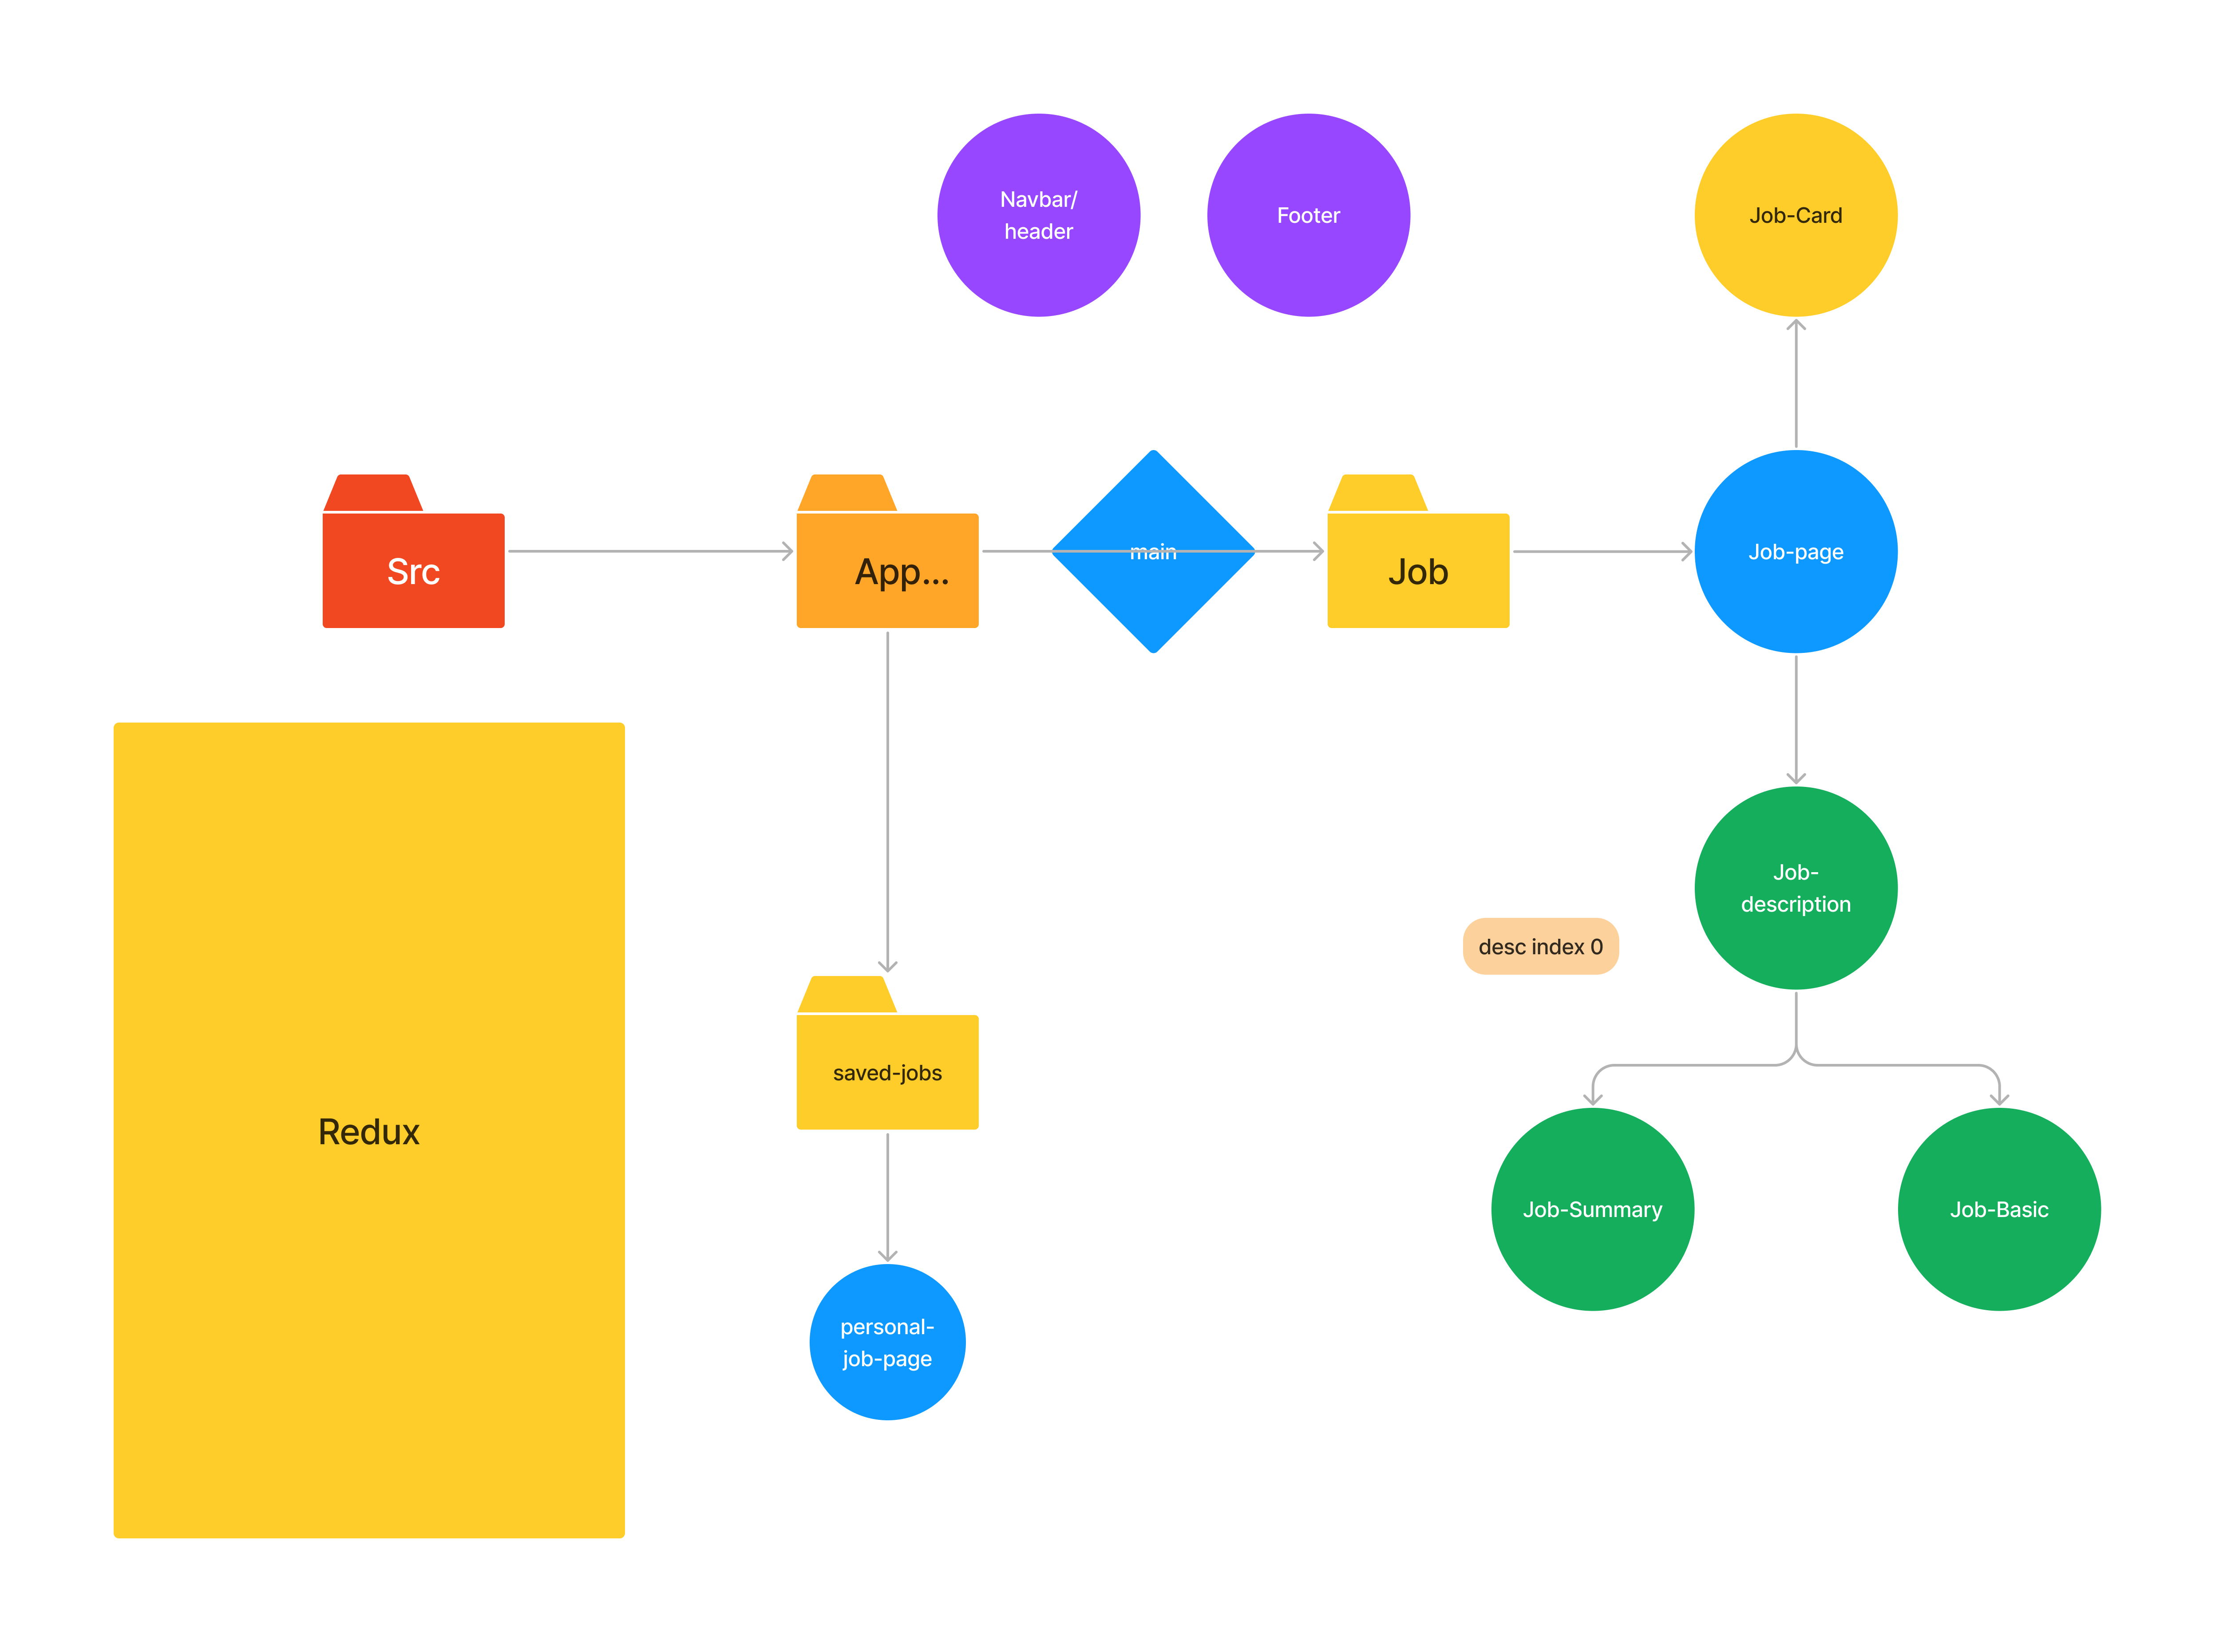 Navbar/
header
Footer
Job-Card
Src
App...
main
Job
Job-page
Job-
description
desc index 0
saved-jobs
Redux
Job-Summary
Job-Basic
personal-
job-page